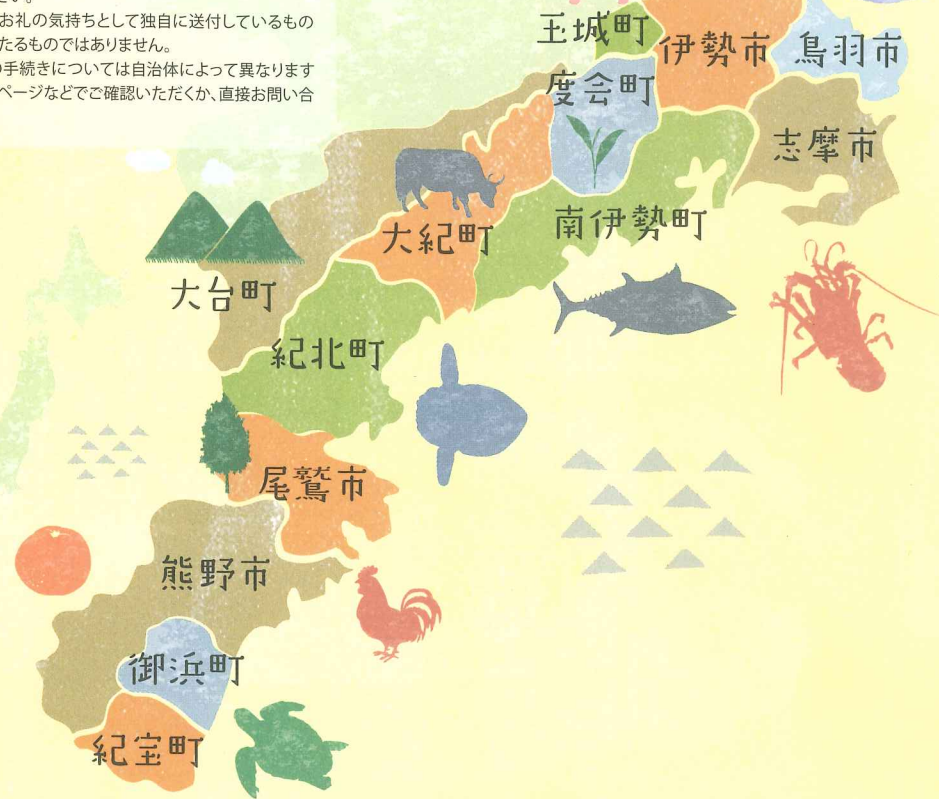 さい。
お礼の気持ちとして独自に送付しているもの
たるものではありません。
手続きについては自治体によって異なります
ページなどでご確認いただくか、直接お問い合
玉城町
伊勢市
鳥羽市
度会町
志摩市
南伊勢町
大紀町
大台町
紀北町
尾鷲市
熊野市
御浜町
紀宝町